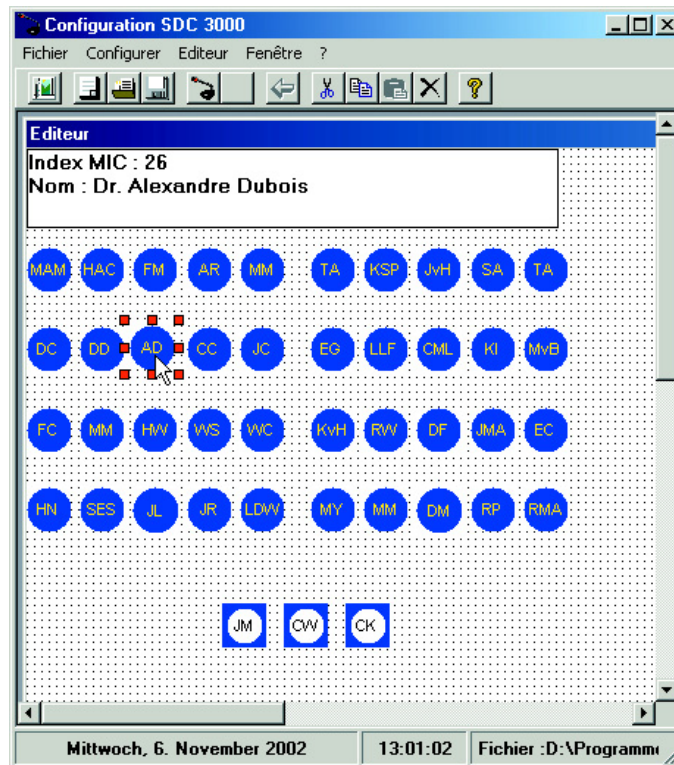 Configuration SDC 3000
Fichier Configurer Editeur Fenêtre ?
Editeur
Index MIC : 26
Nom : Dr. Alexandre Dubois
MAM HAC FM AR MM TA KSP JvH SA TA
DC DD AD CC JC EG LLF CML KI MvB
FC MM HW WS WC KvH RW DF JMA EC
HN SES JL JR LDW MY MM DM RP RMA
JM CW CK
Mittwoch, 6. November 2002 13:01:02 Fichier :D:\Programme